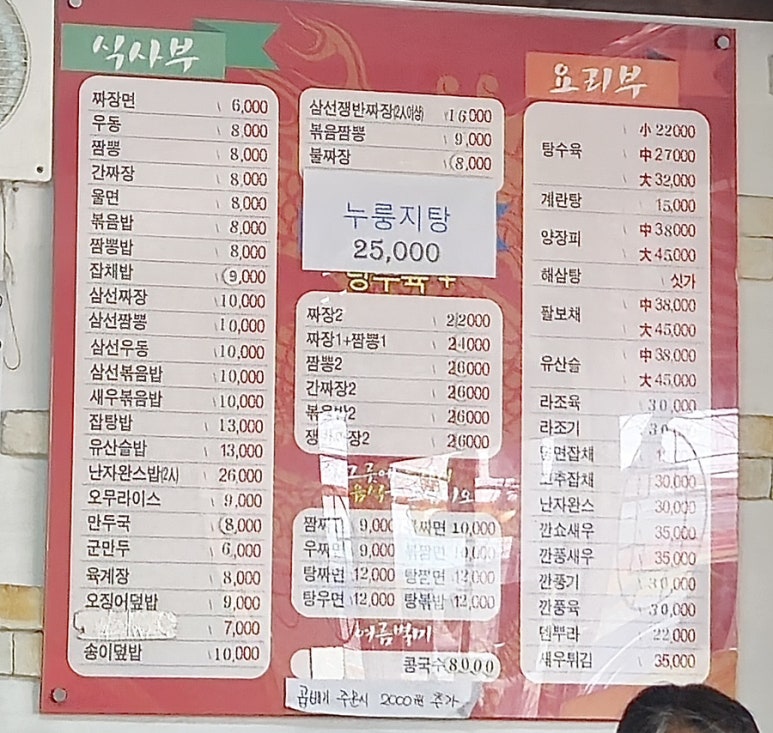 식사부
짜장면 \ 6,000
우동 \ 8,000
짬뽕 \ 8,000
간짜장 \ 8,000
울면 \ 8,000
볶음밥 \ 8,000
짬뽕밥 \ 8,000
잡채밥 \ 9,000
삼선짜장 \ 10,000
삼선짬뽕 \ 10,000
삼선우동 \ 10,000
삼선볶음밥 \ 10,000
새우볶음밥 \ 10,000
잡탕밥 \ 13,000
유산슬밥 \ 13,000
난자완스밥(2人) \ 26,000
오무라이스 \ 9,000
만두국 \ 8,000
군만두 \ 6,000
육계장 \ 8,000
오징어덮밥 \ 9,000
\ 7,000
송이덮밥 \ 10,000
삼선쟁반짜장(2人이상) \ 16000
볶음짬뽕 \ 9,000
불짜장 \ 8,000
누룽지탕
25,000
탕수육 +
짜장2 \ 22000
짜장1+짬뽕1 \ 24000
짬뽕2 \ 26000
간짜장2 \ 26000
볶음밥2 \ 26000
2 \ 26000
9,000 10,000
우짜면 9,000
탕짜면 \ 12,000 탕짬면 \ 12,000
탕우면 \ 12,000 탕볶밥 \ 12,000
여름별미
콩국수 8000
곱배기 주문시 2000원 추가
요리부
탕수육 \ 小 22000
\ 中 27000
\ 大 32,000
계란탕 \ 15,000
양장피 \ 中 38000
\ 大 45000
해삼탕 \ 싯가
팔보채 \ 中 38,000
\ 大 45,000
유산슬 \ 中 38,000
\ 大 45,000
라조육 \ 30,000
라조기
고추잡채 30,000
난자완스 30,000
깐쇼새우 35,000
깐풍새우 \ 35,000
깐풍기 \ 30,000
깐풍육 \ 30,000
뎀뿌라 \ 22,000
새우튀김 \ 35,000